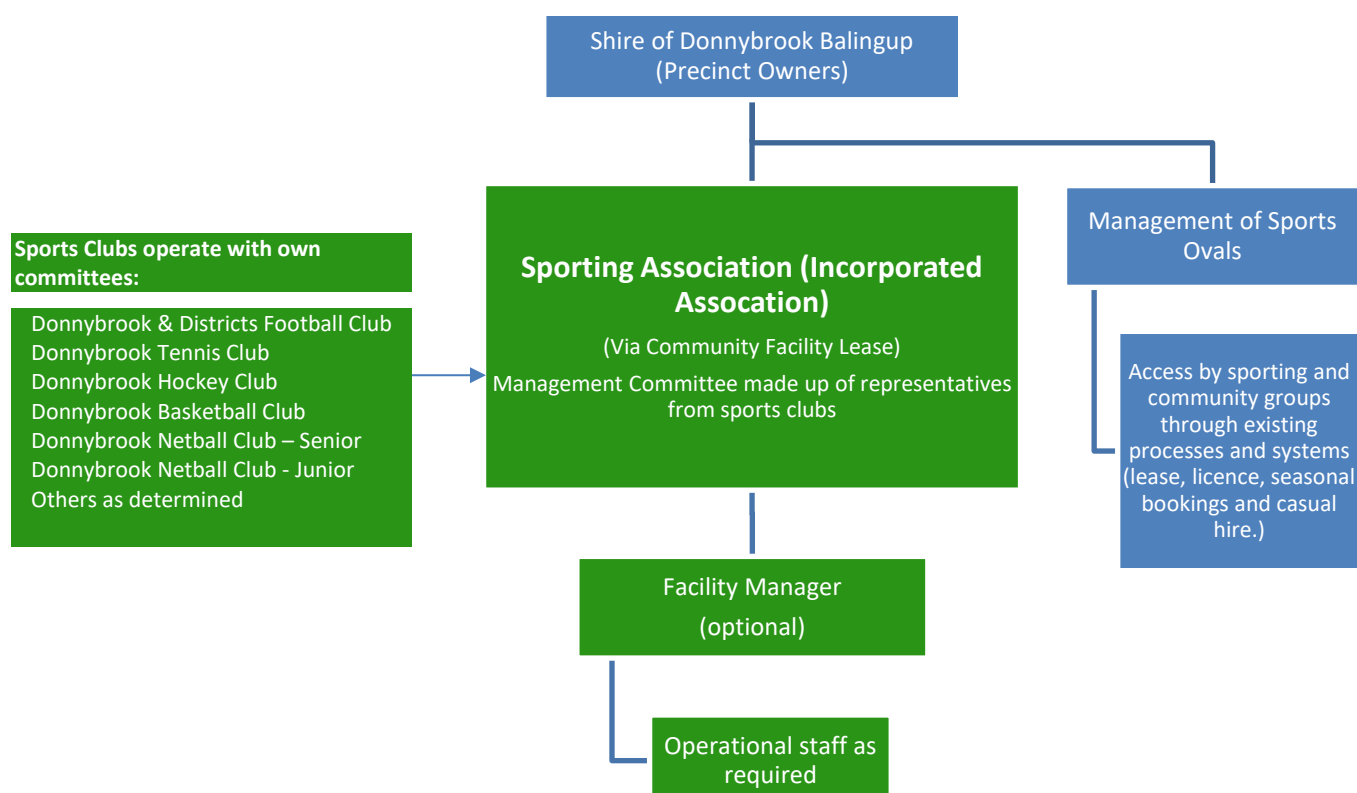 Shire of Donnybrook Balingup
(Precinct Owners)
Sports Clubs operate with own
committees:
Donnybrook & Districts Football Club
Donnybrook Tennis Club
Donnybrook Hockey Club
Donnybrook Basketball Club
Donnybrook Netball Club – Senior
Donnybrook Netball Club - Junior
Others as determined
Sporting Association (Incorporated
Assocation)
(Via Community Facility Lease)
Management Committee made up of representatives
from sports clubs
Management of Sports
Ovals
Access by sporting and
community groups
through existing
processes and systems
(lease, licence, seasonal
bookings and casual
hire.)
Facility Manager
(optional)
Operational staff as
required